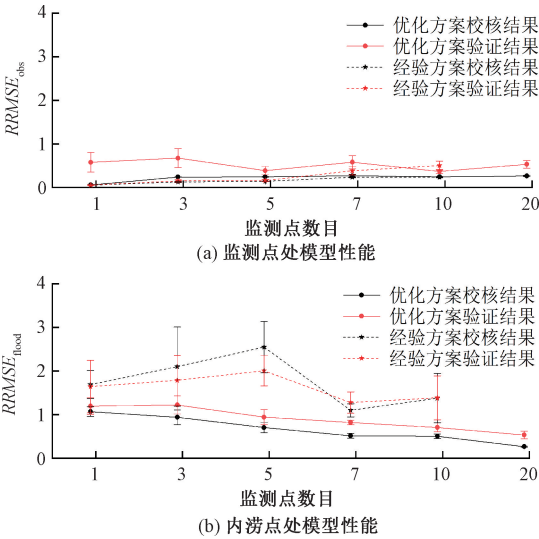 4
3
2
1
0
RRMSEobs
优化方案校核结果
优化方案验证结果
经验方案校核结果
经验方案验证结果
1 3 5 7 10 20
监测点数目
(a) 监测点处模型性能
4
3
2
1
0
RRMSEflood
优化方案校核结果
优化方案验证结果
经验方案校核结果
经验方案验证结果
1 3 5 7 10 20
监测点数目
(b) 内涝点处模型性能